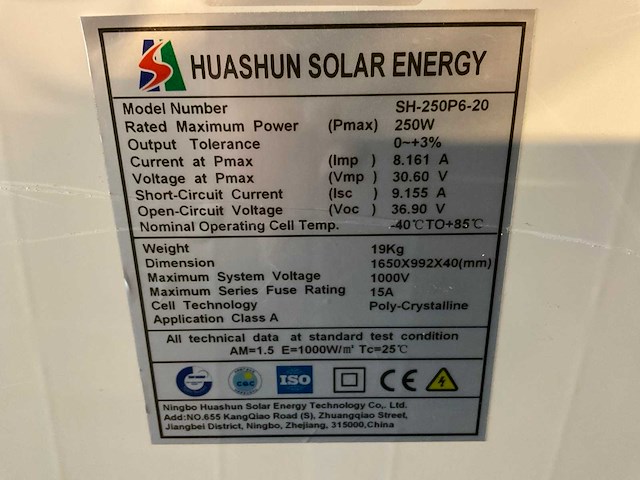 HUASHUN SOLAR ENERGY
Model Number SH-250P6-20
Rated Maximum Power (Pmax) 250W
Output Tolerance 0~+3%
Current at Pmax (Imp ) 8.161 A
Voltage at Pmax (Vmp ) 30.60 V
Short-Circuit Current (Isc ) 9.155 A
Open-Circuit Voltage (Voc ) 36.90 V
Nominal Operating Cell Temp. -40℃TO+85℃
Weight 19Kg
Dimension 1650X992X40(mm)
Maximum System Voltage 1000V
Maximum Series Fuse Rating 15A
Cell Technology Poly-Crystalline
Application Class A
All technical data at standard test condition
AM=1.5 E=1000W/㎡ Tc=25℃
CQC ISO CE
Ningbo Huashun Solar Energy Technology Co,. Ltd.
Add:NO.655 KangQiao Road (S), Zhuangqiao Street,
Jiangbei District, Ningbo, Zhejiang, 315000,China